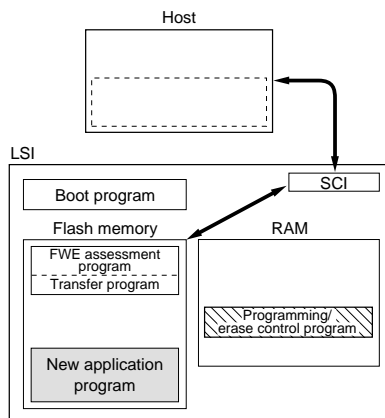 Host
LSI
SCI
Boot program
Flash memory
RAM
FWE assessment
program
Transfer program
Programming/
erase control program
New application
program